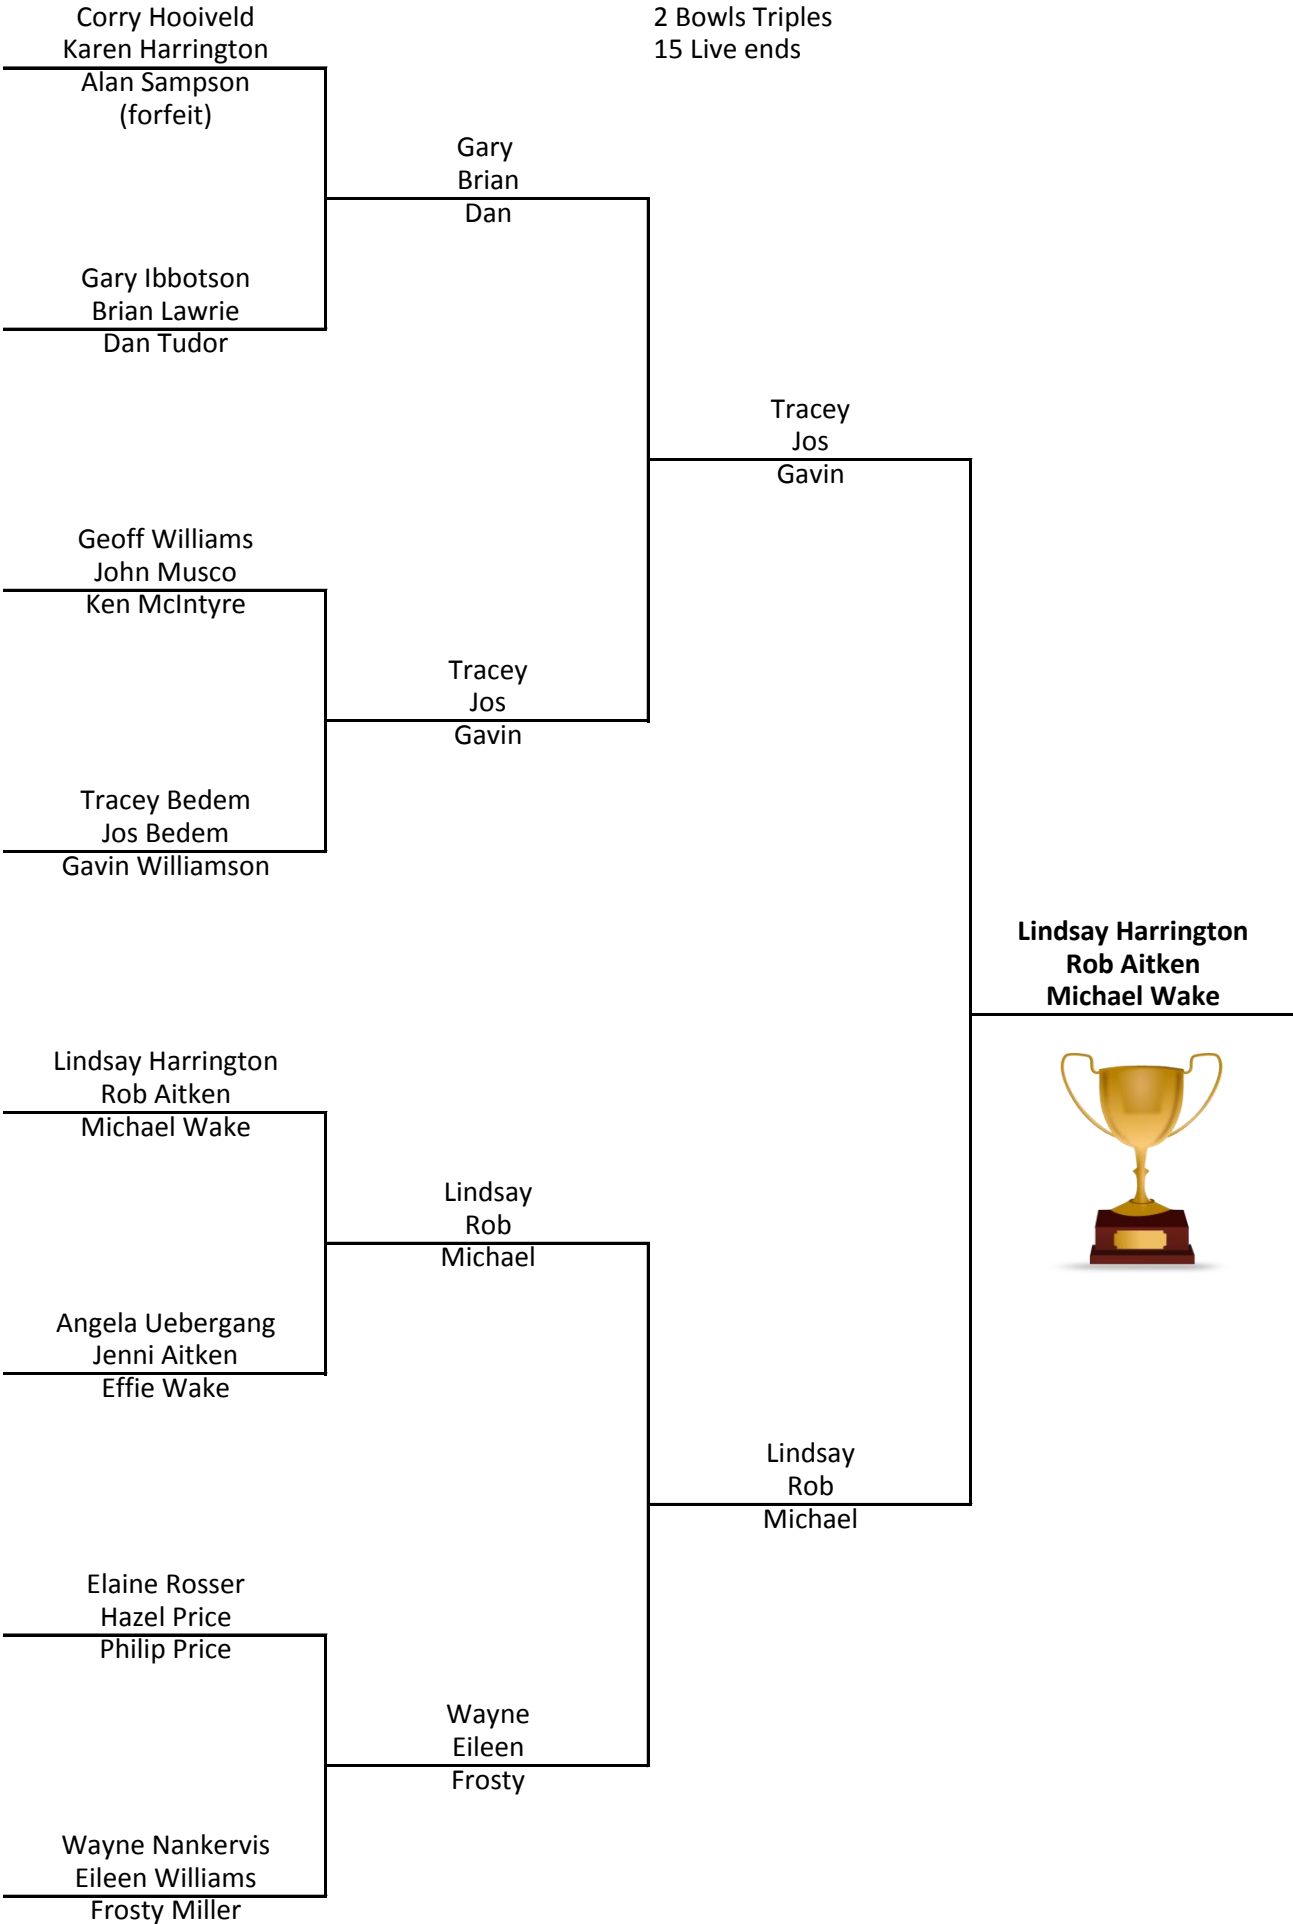 Corry Hooiveld
Karen Harrington
Alan Sampson
(forfeit)
2 Bowls Triples
15 Live ends
Gary
Brian
Dan
Gary Ibbotson
Brian Lawrie
Dan Tudor
Tracey
Jos
Gavin
Geoff Williams
John Musco
Ken McIntyre
Tracey
Jos
Gavin
Tracey Bedem
Jos Bedem
Gavin Williamson
Lindsay Harrington
Rob Aitken
Michael Wake
Lindsay Harrington
Rob Aitken
Michael Wake
Lindsay
Rob
Michael
Angela Uebergang
Jenni Aitken
Effie Wake
Lindsay
Rob
Michael
Elaine Rosser
Hazel Price
Philip Price
Wayne
Eileen
Frosty
Wayne Nankervis
Eileen Williams
Frosty Miller